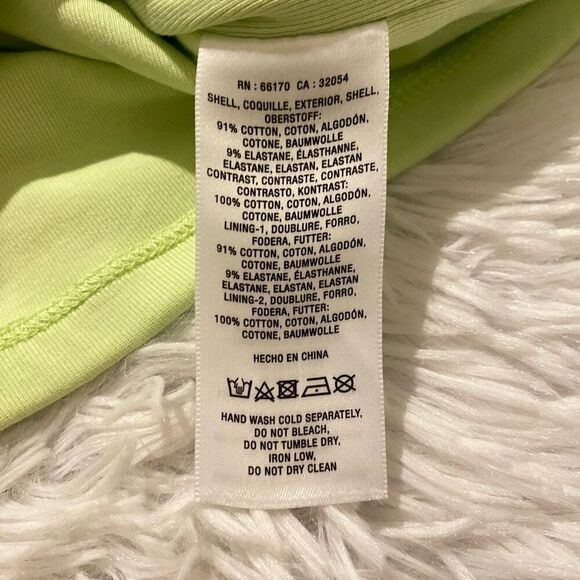 RN : 66170 CA : 32054
SHELL, COQUILLE, EXTERIOR, SHELL,
OBERSTOFF:
91% COTTON, COTON, ALGODÓN,
COTONE, BAUMWOLLE
9% ELASTANE, ÉLASTHANNE,
ELASTANE, ELASTAN, ELASTAN
CONTRAST, CONTRASTE, CONTRASTE,
CONTRASTO, KONTRAST:
100% COTTON, COTON, ALGODÓN,
COTONE, BAUMWOLLE
LINING-1, DOUBLURE, FORRO,
FODERA, FUTTER:
91% COTTON, COTON, ALGODÓN,
COTONE, BAUMWOLLE
9% ELASTANE, ÉLASTHANNE,
ELASTANE, ELASTAN, ELASTAN
LINING-2, DOUBLURE, FORRO,
FODERA, FUTTER:
100% COTTON, COTON, ALGODÓN,
COTONE, BAUMWOLLE
HECHO EN CHINA
HAND WASH COLD SEPARATELY,
DO NOT BLEACH,
DO NOT TUMBLE DRY,
IRON LOW,
DO NOT DRY CLEAN